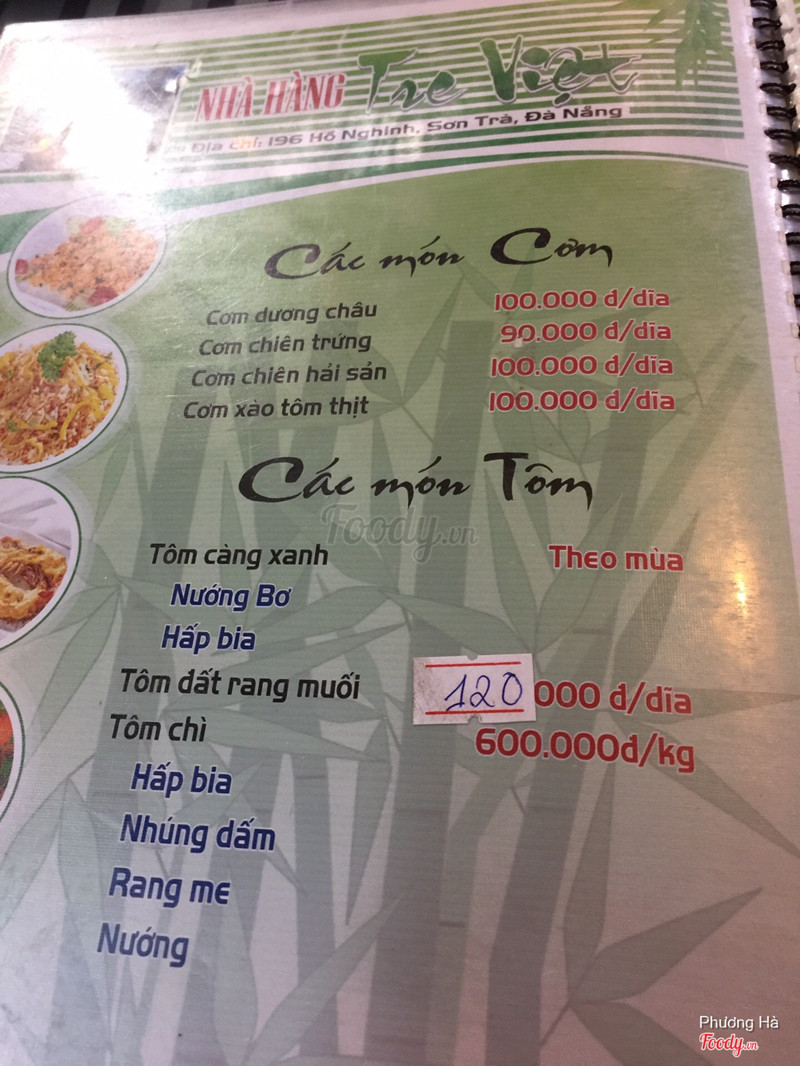 NHÀ HÀNG Tre Việt
Địa chỉ: 196 Hồ Nghinh, Sơn Trà, Đà Nẵng
Các món Cơm
Cơm dương châu 100.000 đ/dĩa
Cơm chiên trứng 90.000 đ/dĩa
Cơm chiên hải sản 100.000 đ/dĩa
Cơm xào tôm thịt 100.000 đ/dĩa
Các món Tôm
Foody.vn
Tôm càng xanh Theo mùa
Nướng Bơ
Hấp bia
Tôm đất rang muối 120 000 đ/dĩa
Tôm chì 600.000đ/kg
Hấp bia
Nhúng dấm
Rang me
Nướng
Phương Hà
Foody.vn